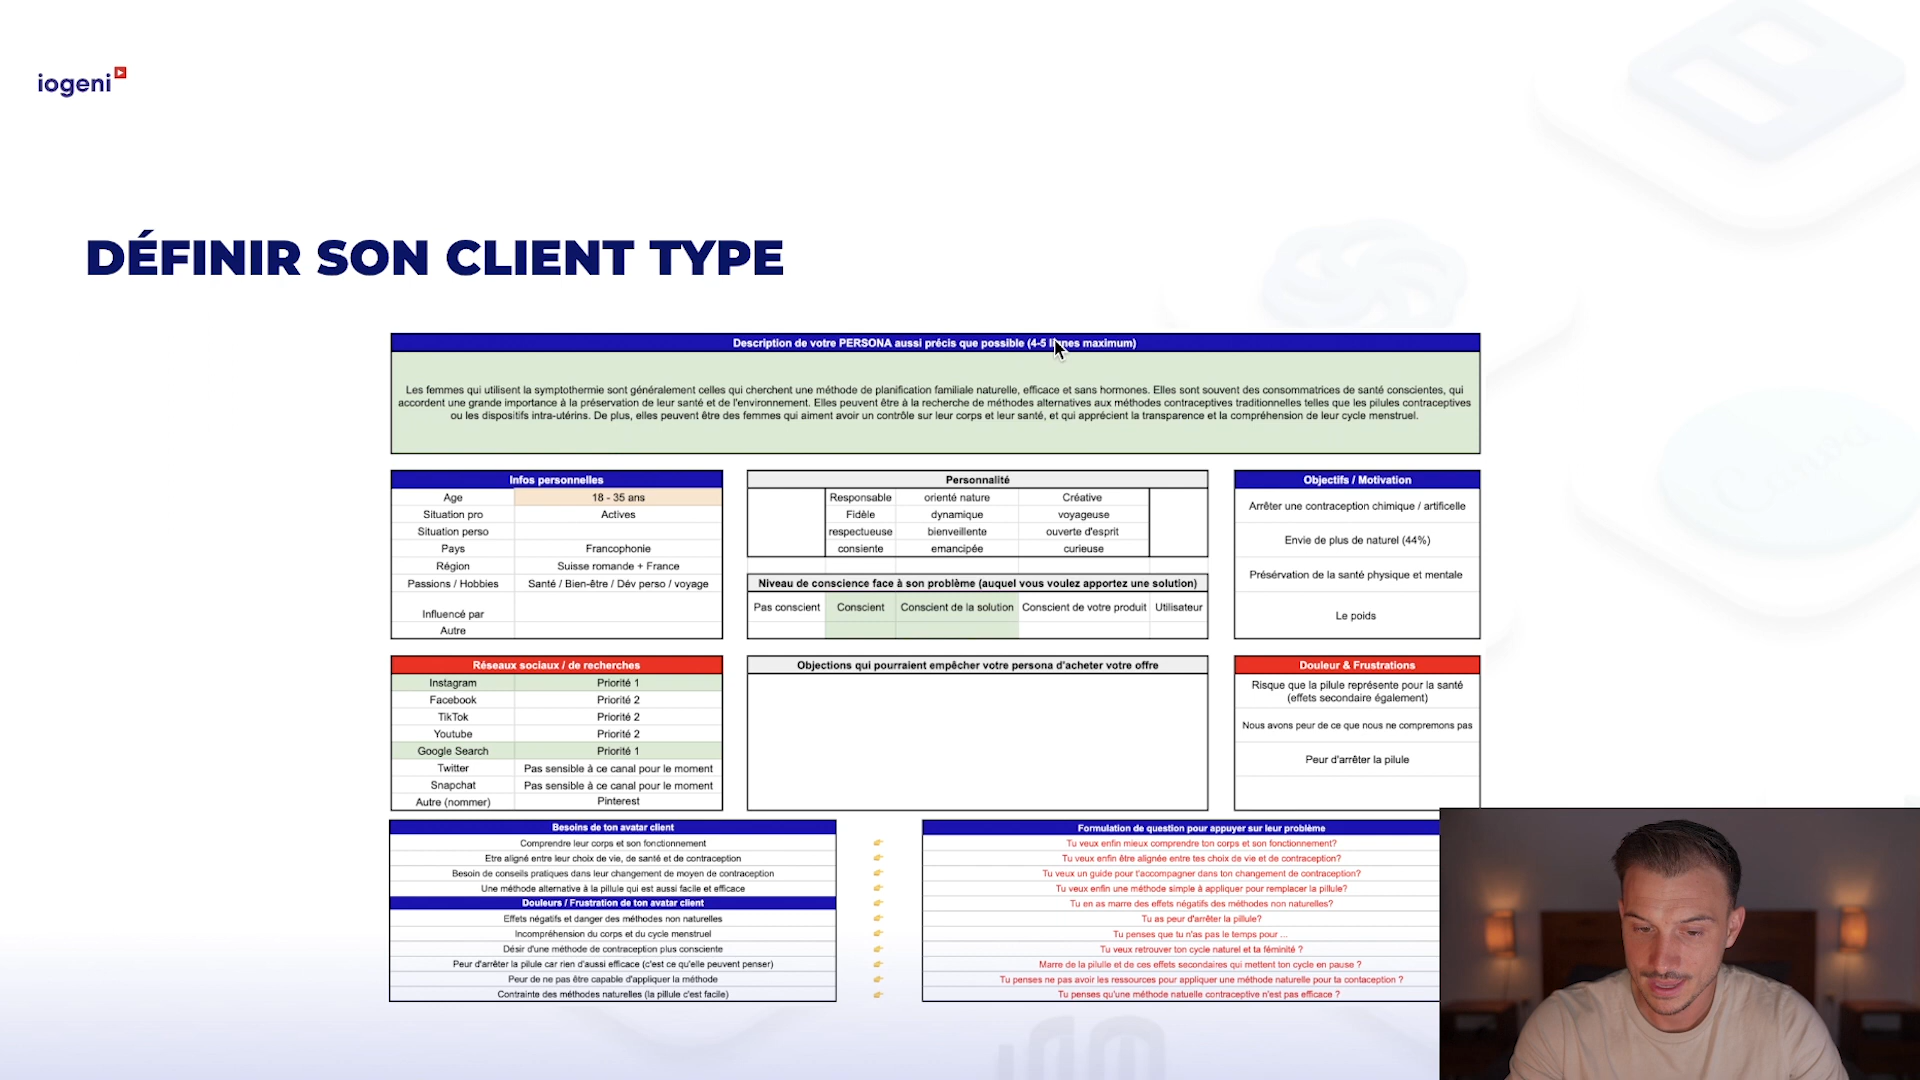 iogeni
DÉFINIR SON CLIENT TYPE
Description de votre PERSONA aussi précis que possible (4-5 maximum)
Les femmes qui utilisent la symptothermie sont généralement celles qui cherchent une méthode de planification familiale naturelle, efficace et sans hormones. Elles sont souvent des consommatrices de santé conscientes, qui
accordent une grande importance à la préservation de leur santé et de l'environnement. Elles peuvent être à la recherche de méthodes alternatives aux méthodes contraceptives traditionnelles telles que les pilules contraceptives
ou les dispositifs intra-utérins. De plus, elles peuvent être des femmes qui aiment avoir un contrôle sur leur corps et leur santé, et qui apprécient la transparence et la compréhension de leur cycle menstruel.
Infos personnelles
Age 18 - 35 ans
Situation pro Actives
Situation perso
Pays Francophonie
Région Suisse romande + France
Passions / Hobbies Santé / Bien-être / Dév perso / voyage
Influencé par
Autre
Personnalité
Responsable orienté nature Créative
Fidèle dynamique voyageuse
respectueuse bienveillente ouverte d'esprit
consiente emancipée curieuse
Niveau de conscience face à son problème (auquel vous voulez apportez une solution)
Pas conscient Conscient Conscient de la solution Conscient de votre produit Utilisateur
Objectifs / Motivation
Arrêter une contraception chimique / artificelle
Envie de plus de naturel (44%)
Présérvation de la santé physique et mentale
Le poids
Réseaux sociaux / de recherches
Instagram Priorité 1
Facebook Priorité 2
TikTok Priorité 2
Youtube Priorité 2
Google Search Priorité 1
Twitter Pas sensible à ce canal pour le moment
Snapchat Pas sensible à ce canal pour le moment
Autre (nommer) Pinterest
Objections qui pourraient empêcher votre persona d'acheter votre offre
Douleur & Frustrations
Risque que la pilule représente pour la santé
(effets secondaire également)
Nous avons peur de ce que nous ne compremons pas
Peur d'arrêter la pilule
Besoins de ton avatar client
Comprendre leur corps et son fonctionnement
Etre aligné entre leur choix de vie, de santé et de contraception
Besoin de conseils pratiques dans leur changement de moyen de contraception
Une méthode alternative à la pillule qui est aussi facile et efficace
Douleurs / Frustration de ton avatar client
Effets négatifs et danger des méthodes non naturelles
Incompréhension du corps et du cycle menstruel
Désir d'une méthode de contraception plus consciente
Peur d'arrêter la pilule car rien d'aussi efficace (c'est ce qu'elle peuvent penser)
Peur de ne pas être capable d'appliquer la méthode
Contrainte des méthodes naturelles (la pillule c'est facile)
Formulation de question pour appuyer sur leur problème
Tu veux enfin mieux comprendre ton corps et son fonctionnement?
Tu veux enfin être alignée entre tes choix de vie et de contraception?
Tu veux un guide pour t'accompagner dans ton changement de contraception?
Tu veux enfin une méthode simple à appliquer pour remplacer la pilule?
Tu en as marre des effets négatifs des méthodes non naturelles?
Tu as peur d'arrêter la pillule?
Tu penses que tu n'as pas le temps pour ...
Tu veux retrouver ton cycle naturel et ta féminité ?
Marre de la pilulle et de ces effets secondaires qui mettent ton cycle en pause ?
Tu penses ne pas avoir les ressources pour appliquer une méthode naturelle pour ta contaception ?
Tu penses qu'une méthode natuelle contraceptive n'est pas efficace ?